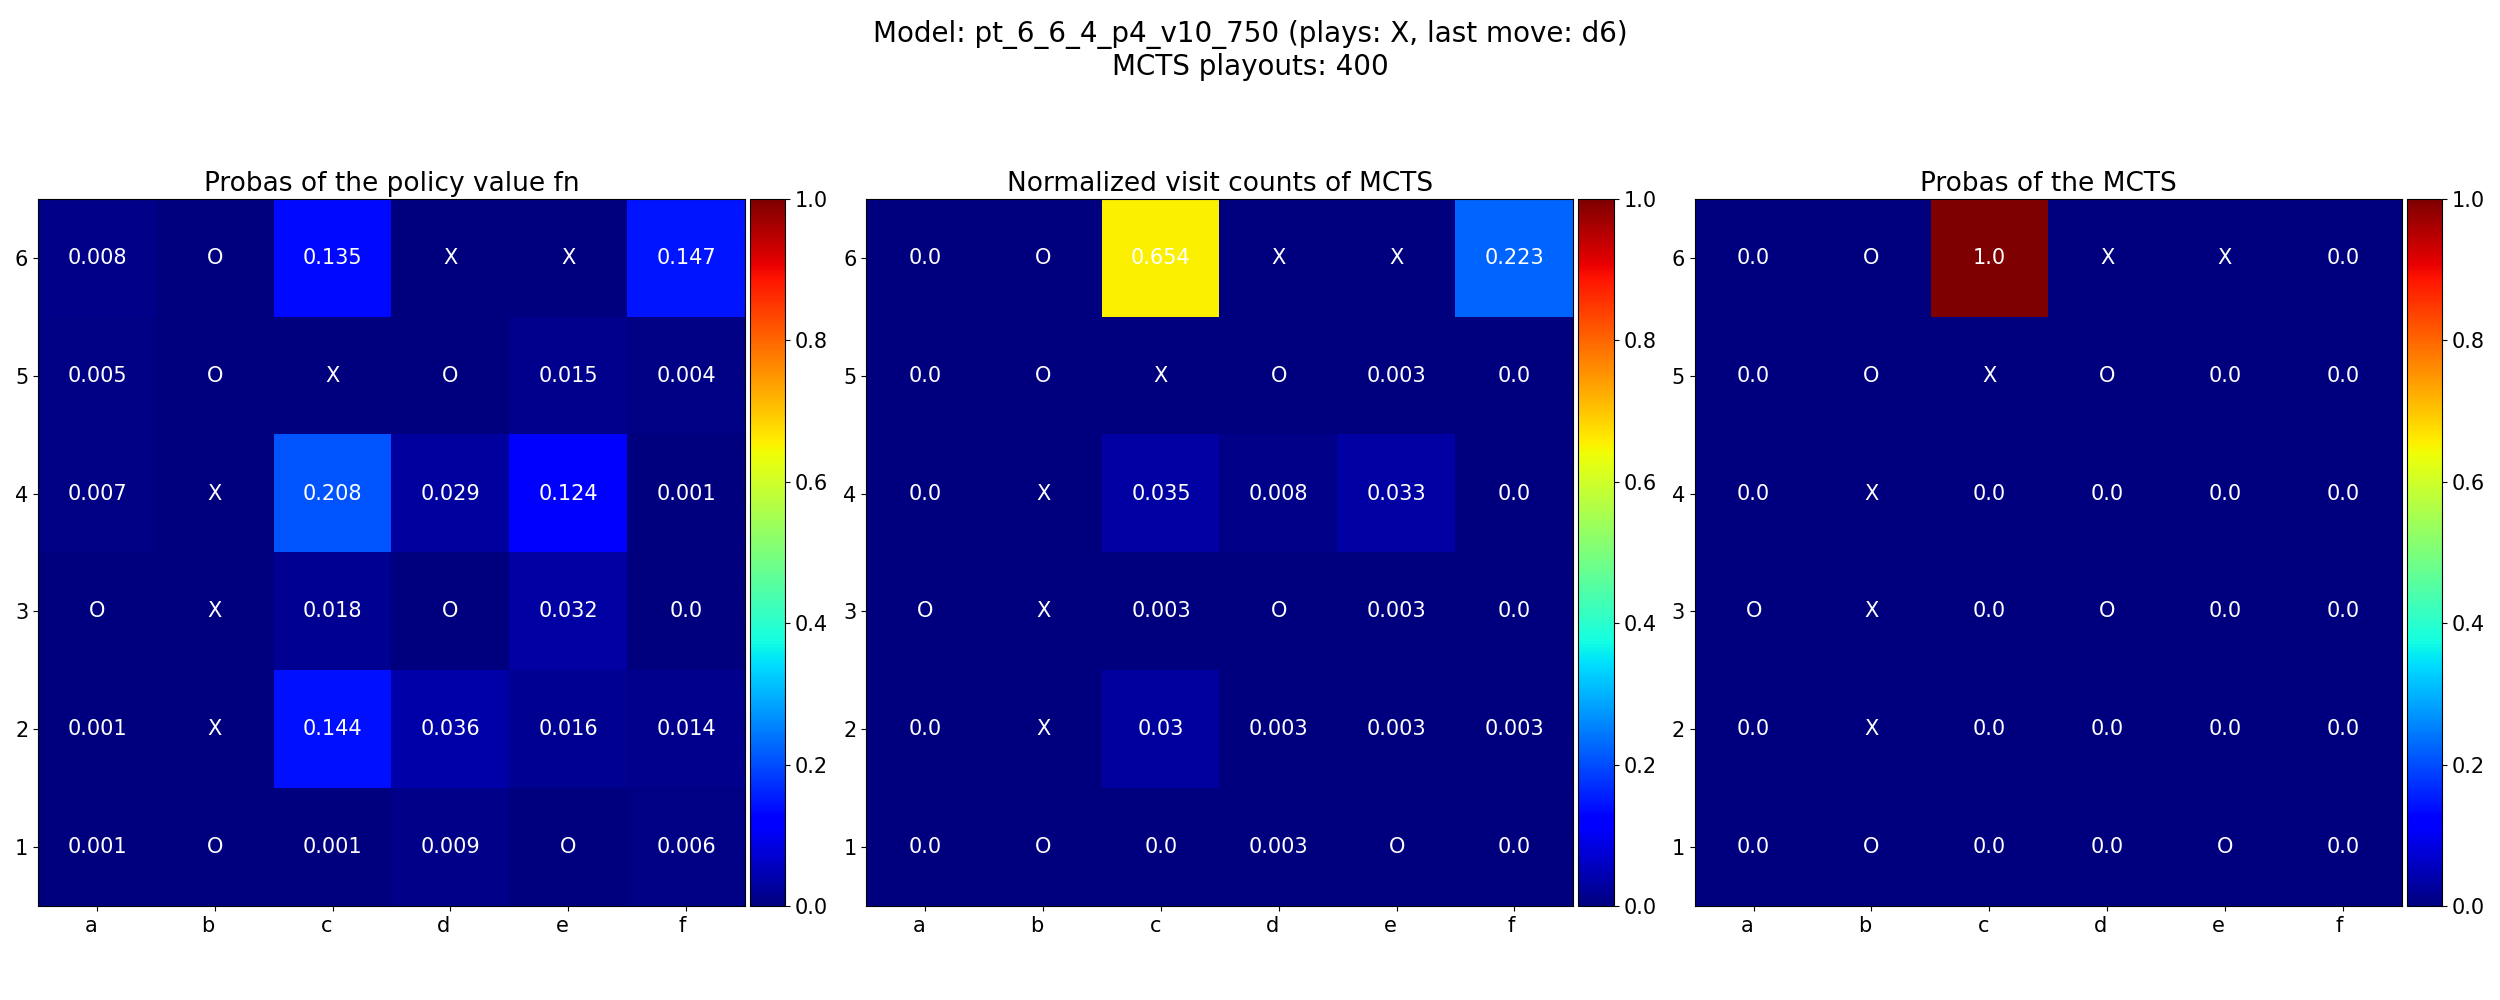 Model: pt_6_6_4_p4_v10_750 (plays: X, last move: d6)
MCTS playouts: 400
Probas of the policy value fn
6 0.008 O 0.135 X X 0.147
5 0.005 O X O 0.015 0.004
4 0.007 X 0.208 0.029 0.124 0.001
3 O X 0.018 O 0.032 0.0
2 0.001 X 0.144 0.036 0.016 0.014
1 0.001 O 0.001 0.009 O 0.006
a b c d e f
1.0
0.8
0.6
0.4
0.2
0.0
Normalized visit counts of MCTS
6 0.0 O 0.654 X X 0.223
5 0.0 O X O 0.003 0.0
4 0.0 X 0.035 0.008 0.033 0.0
3 O X 0.003 O 0.003 0.0
2 0.0 X 0.03 0.003 0.003 0.003
1 0.0 O 0.0 0.003 O 0.0
a b c d e f
1.0
0.8
0.6
0.4
0.2
0.0
Probas of the MCTS
6 0.0 O 1.0 X X 0.0
5 0.0 O X O 0.0 0.0
4 0.0 X 0.0 0.0 0.0 0.0
3 O X 0.0 O 0.0 0.0
2 0.0 X 0.0 0.0 0.0 0.0
1 0.0 O 0.0 0.0 O 0.0
a b c d e f
1.0
0.8
0.6
0.4
0.2
0.0